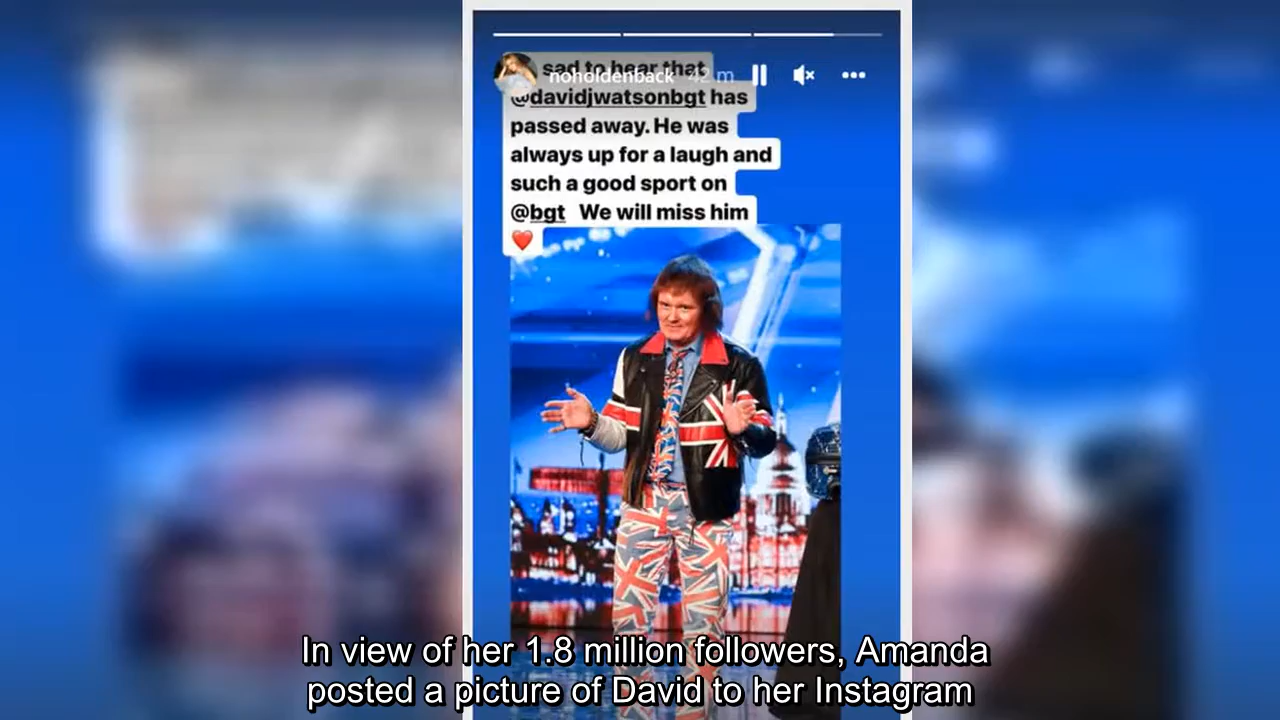 sad to hear that
noholdenback 42 m
@davidjwatsonbgt has
passed away. He was
always up for a laugh and
such a good sport on
@bgt We will miss him
❤️
In view of her 1.8 million followers, Amanda
posted a picture of David to her Instagram